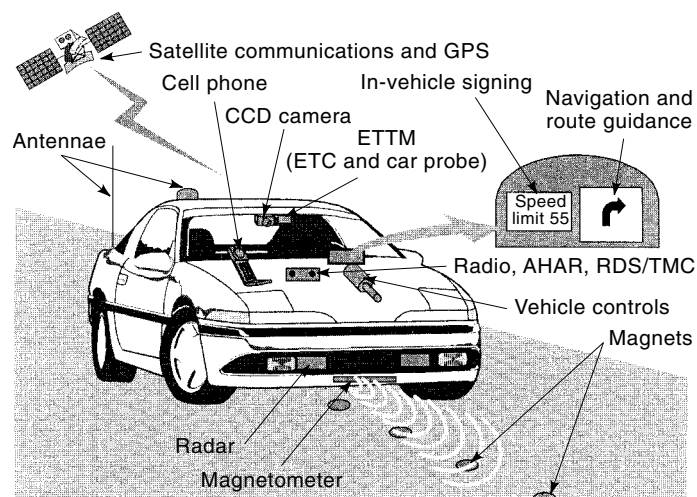 Satellite communications and GPS
Cell phone
In-vehicle signing
CCD camera
Navigation and
route guidance
Antennae
ETTM
(ETC and car probe)
Speed
limit 55
Radio, AHAR, RDS/TMC
Vehicle controls
Magnets
Radar
Magnetometer